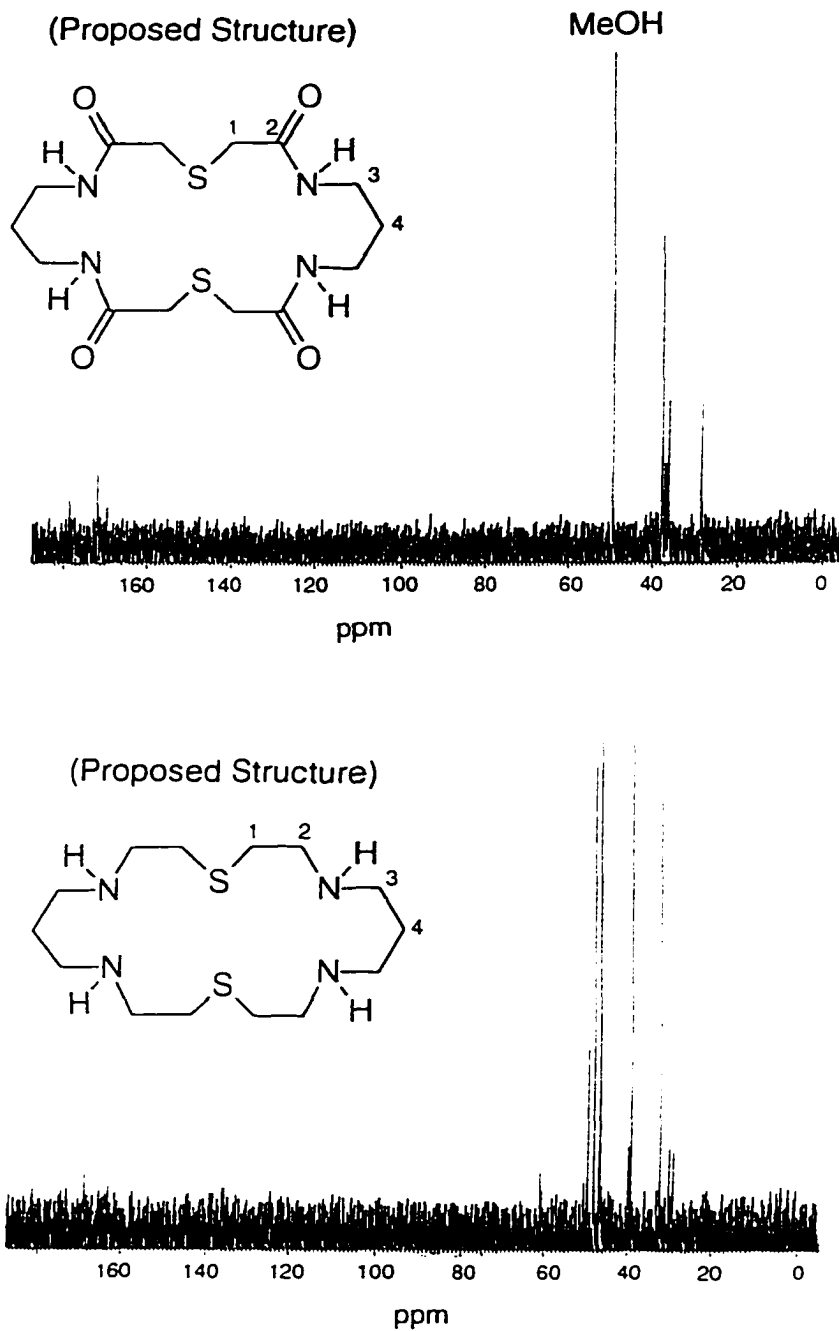 (Proposed Structure)
MeOH
O O
1 2
H S H
N N 3
4
N S N
H H
O O
160 140 120 100 80 60 40 20 0
ppm
(Proposed Structure)
1 2
H S H
N N 3
4
N S N
H H
160 140 120 100 80 60 40 20 0
ppm